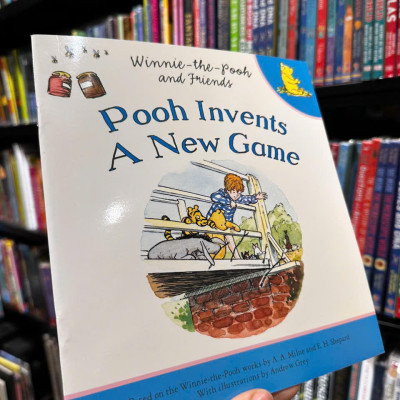 Winnie-the-Pooh
and Friends
Pooh Invents
A New Game
Based on the Winnie-the-Pooh works by A. A. Milne and E. H. Shepard
With illustrations by Andrew Grey